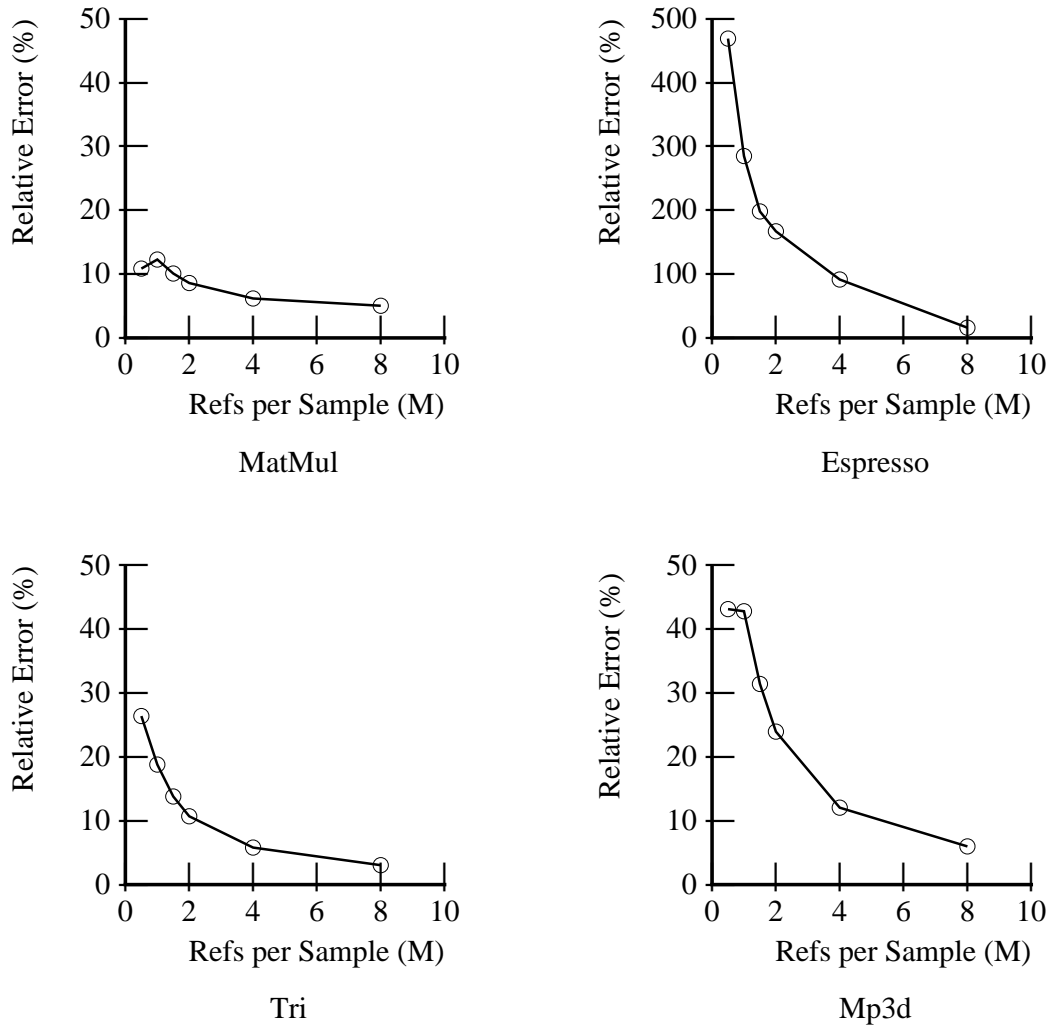 Relative Error (%)
50
40
30
20
10
0
0 2 4 6 8 10
Refs per Sample (M)
MatMul
Relative Error (%)
500
400
300
200
100
0
0 2 4 6 8 10
Refs per Sample (M)
Espresso
Relative Error (%)
50
40
30
20
10
0
0 2 4 6 8 10
Refs per Sample (M)
Tri
Relative Error (%)
50
40
30
20
10
0
0 2 4 6 8 10
Refs per Sample (M)
Mp3d